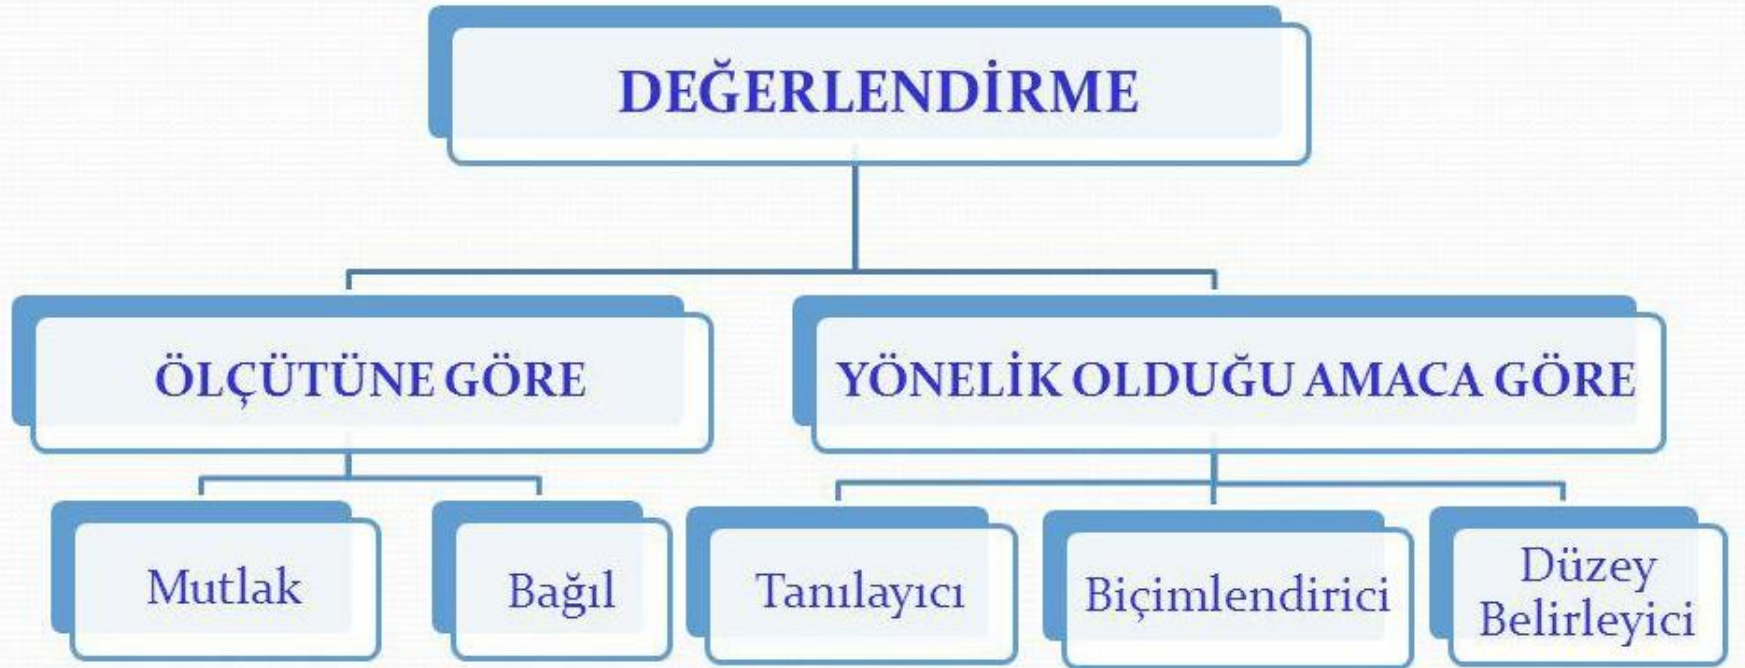 DEĞERLENDİRME
ÖLÇÜTÜNE GÖRE
YÖNELİK OLDUĞU AMACA GÖRE
Mutlak
Bağıl
Tanılayıcı
Biçimlendirici
Düzey
Belirleyici